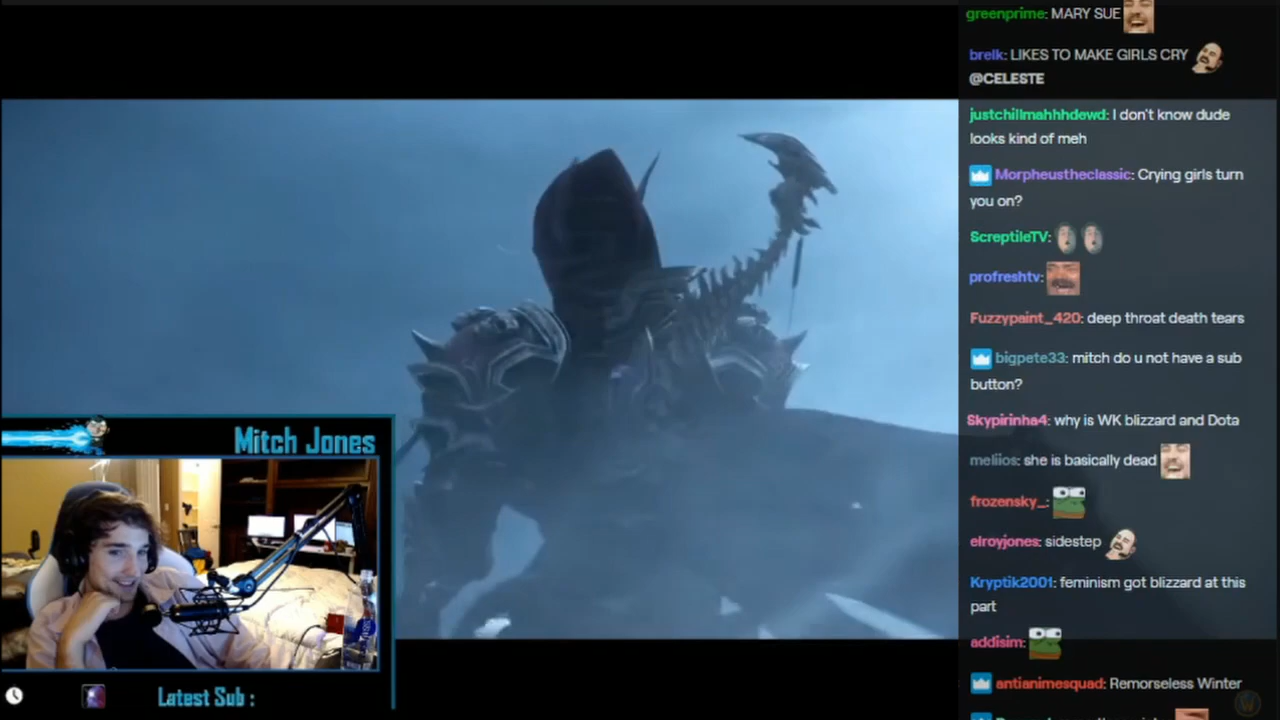 greenprime: MARY SUE
brelk: LIKES TO MAKE GIRLS CRY
@CELESTE
justchillmahhhdewd: I don't know dude
looks kind of meh
Morpheustheclassic: Crying girls turn
you on?
ScreptileTV:
profreshtv:
Fuzzypaint_420: deep throat death tears
bigpete33: mitch do u not have a sub
button?
Skypirinha4: why is WK blizzard and Dota
meliios: she is basically dead
frozensky_:
elroyjones: sidestep
Kryptik2001: feminism got blizzard at this
part
addisim:
antianimesquad: Remorseless Winter
Mitch Jones
Latest Sub :